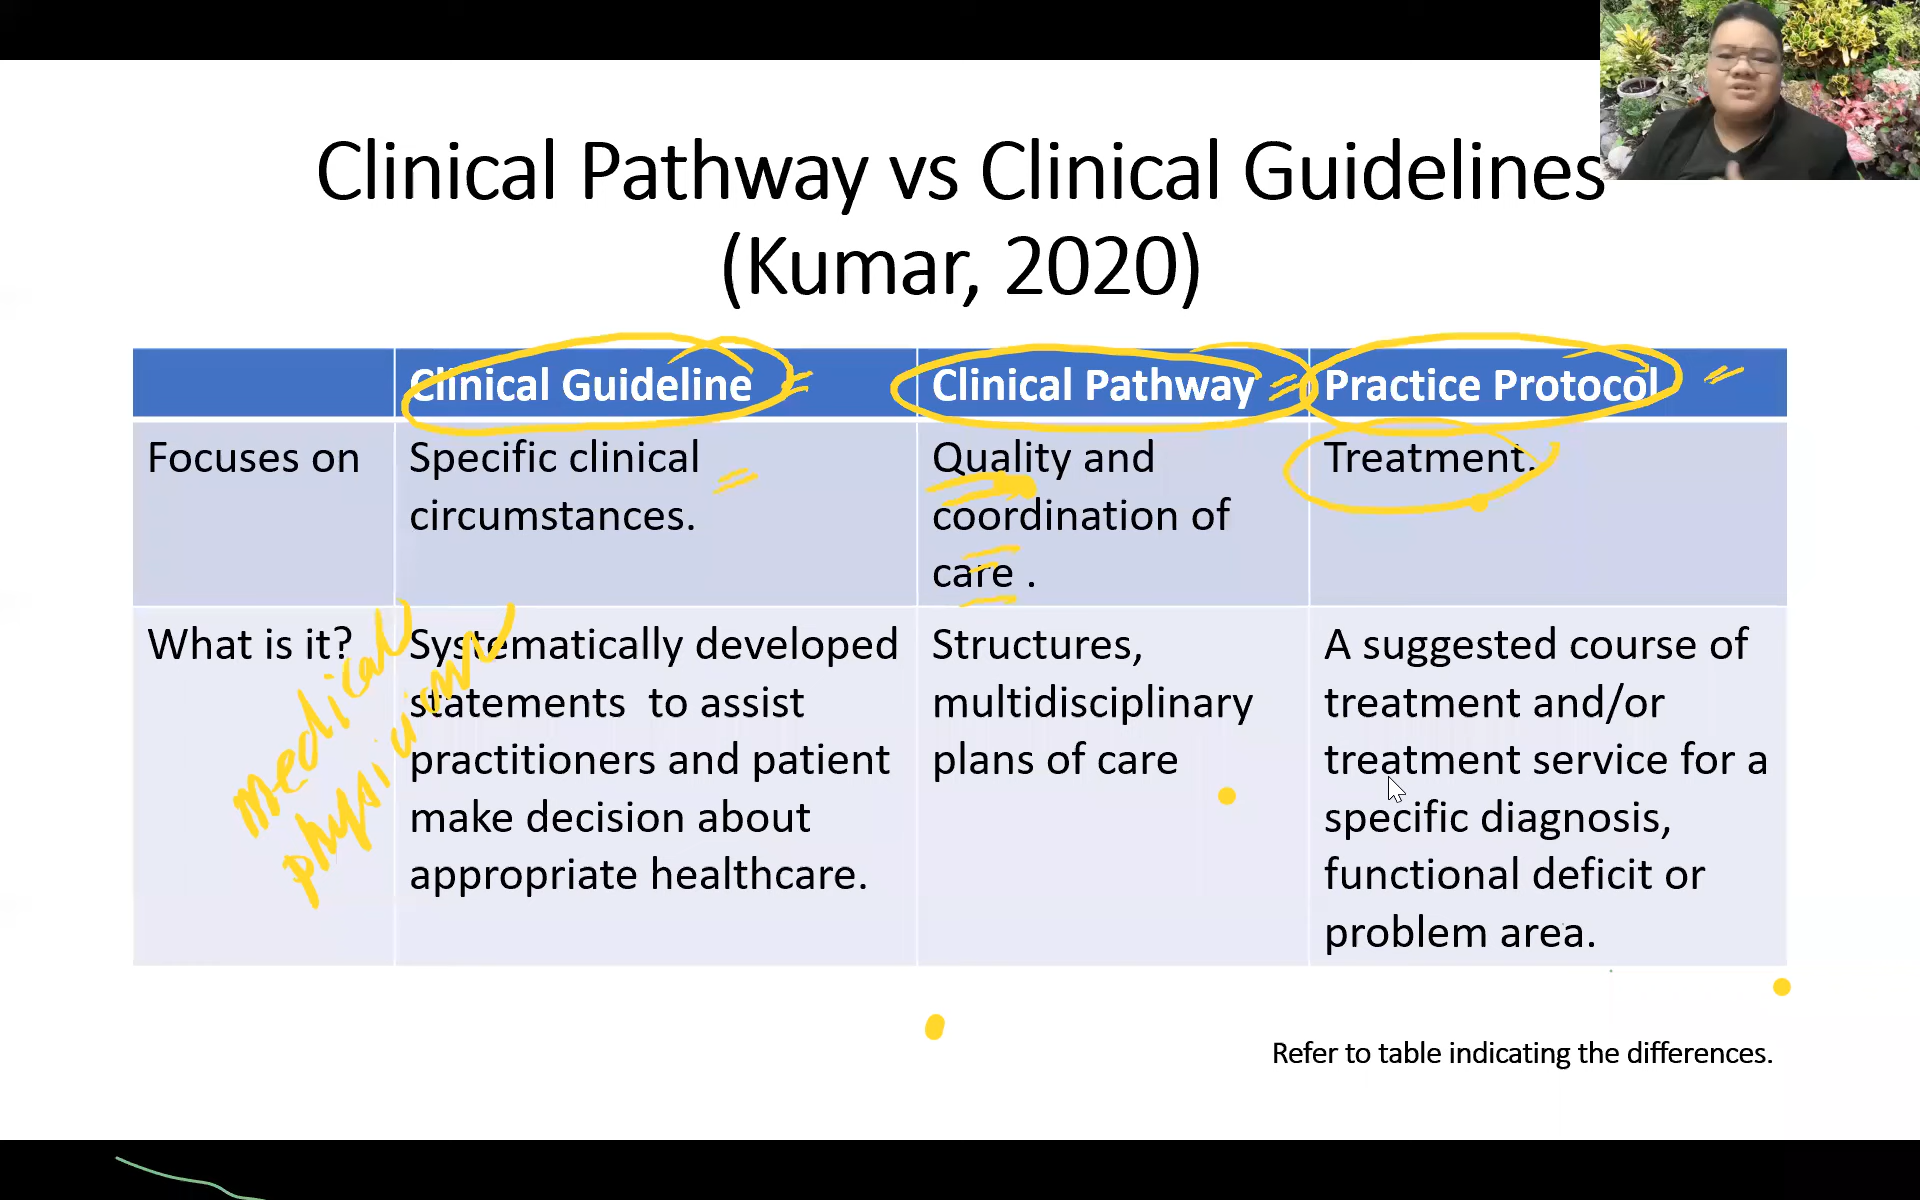 Clinical Pathway vs Clinical Guidelines
(Kumar, 2020)
Clinical Guideline
Clinical Pathway
Practice Protocol
Focuses on
Specific clinical
circumstances.
Quality and
coordination of
care .
Treatment.
What is it?
Systematically developed
statements to assist
practitioners and patient
make decision about
appropriate healthcare.
Structures,
multidisciplinary
plans of care
A suggested course of
treatment and/or
treatment service for a
specific diagnosis,
functional deficit or
problem area.
medical
physician
Refer to table indicating the differences.